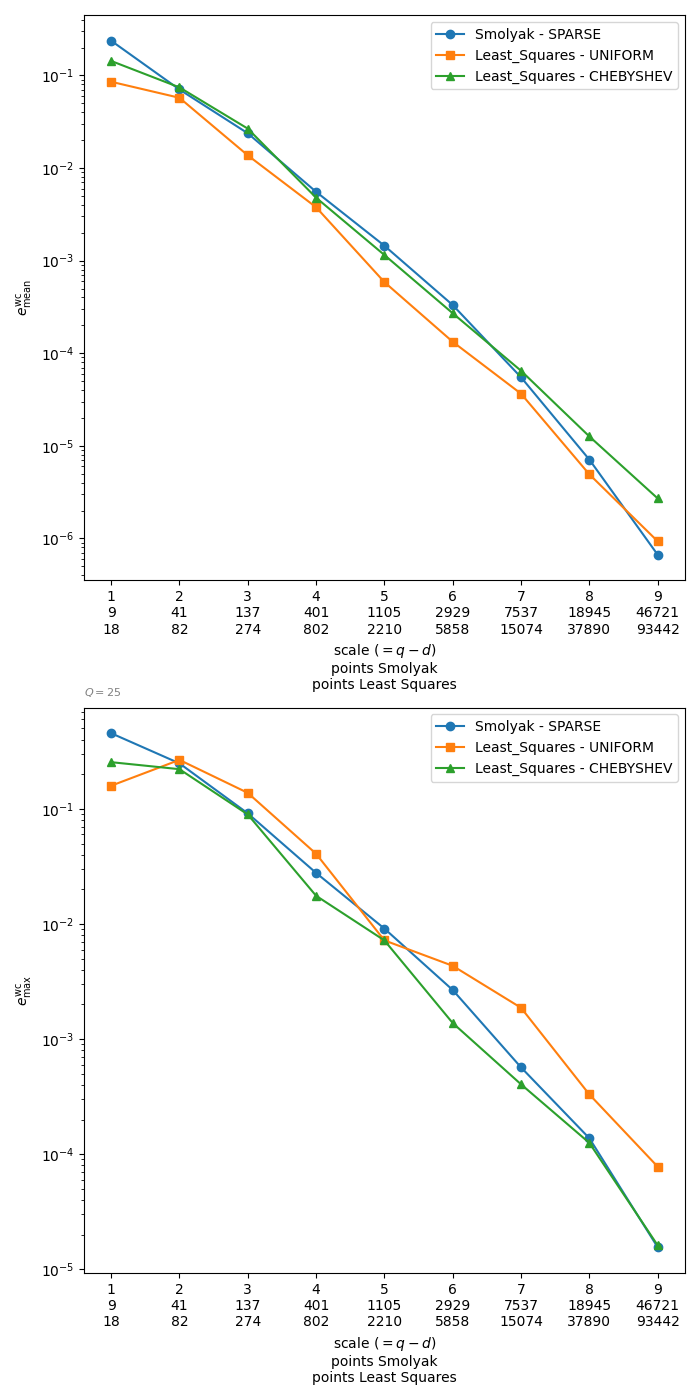 Smolyak - SPARSE
Least_Squares - UNIFORM
Least_Squares - CHEBYSHEV
10⁻¹
10⁻²
10⁻³
10⁻⁴
10⁻⁵
10⁻⁶
e^wc_mean
1 2 3 4 5 6 7 8 9
9 41 137 401 1105 2929 7537 18945 46721
18 82 274 802 2210 5858 15074 37890 93442
scale (= q − d)
points Smolyak
points Least Squares
Q = 25
Smolyak - SPARSE
Least_Squares - UNIFORM
Least_Squares - CHEBYSHEV
10⁻¹
10⁻²
10⁻³
10⁻⁴
10⁻⁵
e^wc_max
1 2 3 4 5 6 7 8 9
9 41 137 401 1105 2929 7537 18945 46721
18 82 274 802 2210 5858 15074 37890 93442
scale (= q − d)
points Smolyak
points Least Squares